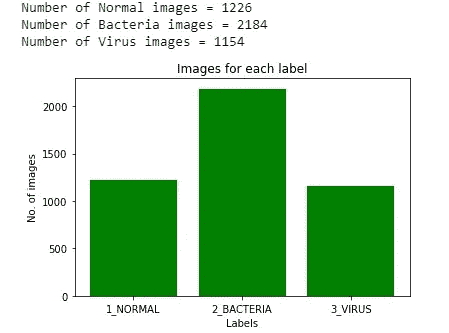 Number of Normal images = 1226
Number of Bacteria images = 2184
Number of Virus images = 1154
Images for each label
2000
1500
1000
500
0
No. of images
1_NORMAL 2_BACTERIA 3_VIRUS
Labels